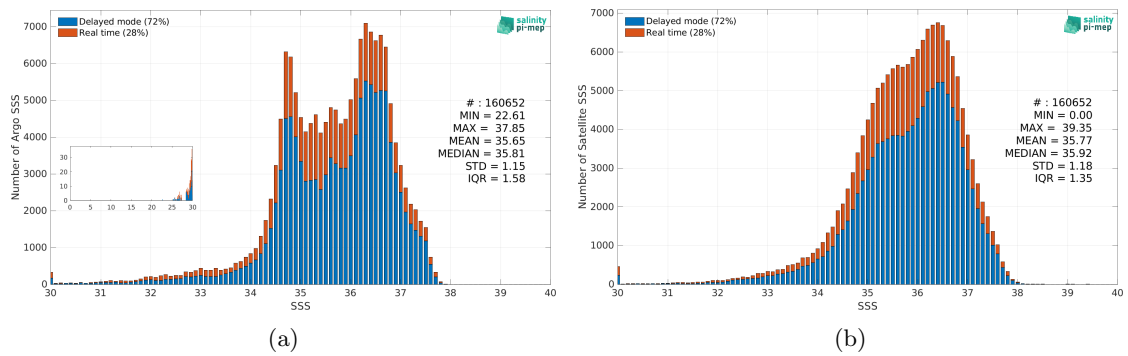 Delayed mode (72%)
Real time (28%)
salinity
pi-mep
# : 160652
MIN = 22.61
MAX = 37.85
MEAN = 35.65
MEDIAN = 35.81
STD = 1.15
IQR = 1.58
Number of Argo SSS
7000
6000
5000
4000
3000
2000
1000
0
30
20
10
0
0 5 10 15 20 25 30
30 31 32 33 34 35 36 37 38 39 40
SSS
(a)
Delayed mode (72%)
Real time (28%)
salinity
pi-mep
# : 160652
MIN = 0.00
MAX = 39.35
MEAN = 35.77
MEDIAN = 35.92
STD = 1.18
IQR = 1.35
Number of Satellite SSS
7000
6000
5000
4000
3000
2000
1000
0
30 31 32 33 34 35 36 37 38 39 40
SSS
(b)